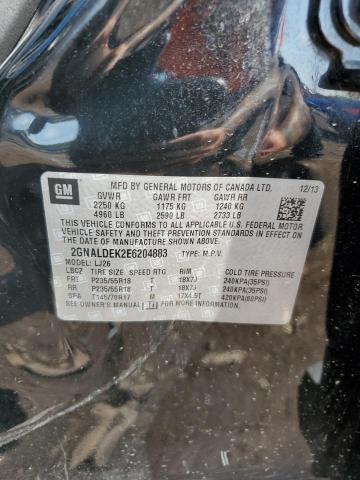 GM
MFD. BY GENERAL MOTORS OF CANADA LTD. 12/13
GVWR GAWR FRT GAWR RR
2250 KG 1175 KG 1240 KG
4960 LB 2590 LB 2733 LB
THIS VEHICLE CONFORMS TO ALL APPLICABLE U.S. FEDERAL
MOTOR VEHICLE SAFETY, BUMPER, AND THEFT PREVENTION
STANDARDS IN EFFECT ON THE DATE OF MANUFACTURE SHOWN ABOVE.
2GNALDEK2E6204883 TYPE: M.P.V.
MODEL: LJ26
LBCZ TIRE SIZE SPEED RTG RIM COLD TIRE PRESSURE
FRT P235/55R18 T 18X7J 240KPA(35PSI)
RR P235/55R18 T 18X7J 240KPA(35PSI)
SPA T145/70R17 M 17X4.5T 420KPA(60PSI)
SEE OWNER'S MANUAL FOR ADDITIONAL INFORMATION.